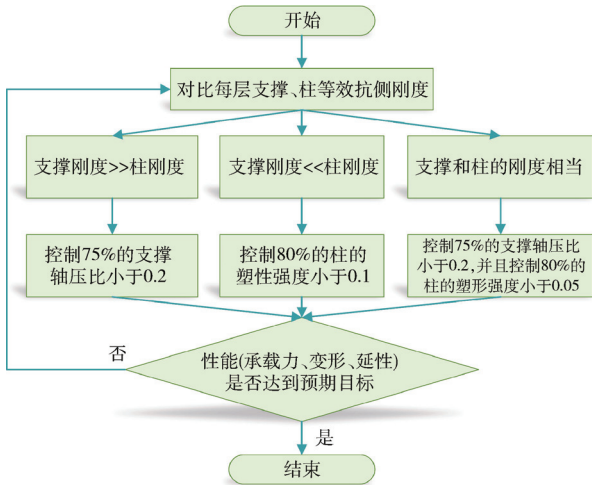 开始
对比每层支撑、柱等效抗侧刚度
支撑刚度>>柱刚度
支撑刚度<<柱刚度
支撑和柱的刚度相当
控制75%的支撑
轴压比小于0.2
控制80%的柱的
塑性强度小于0.1
控制75%的支撑轴压比
小于0.2,并且控制80%的
柱的塑形强度小于0.05
否
性能(承载力、变形、延性)
是否达到预期目标
是
结束